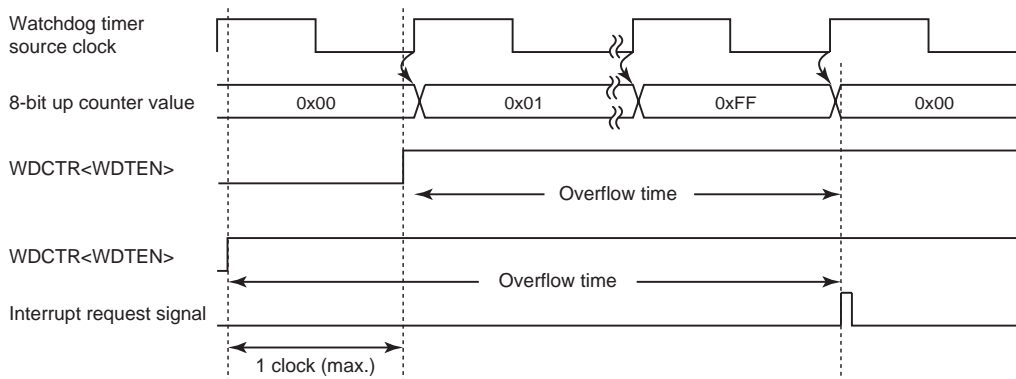 Watchdog timer
source clock
8-bit up counter value
0x00
0x01
0xFF
0x00
WDCTR<WDTEN>
Overflow time
WDCTR<WDTEN>
Overflow time
Interrupt request signal
1 clock (max.)